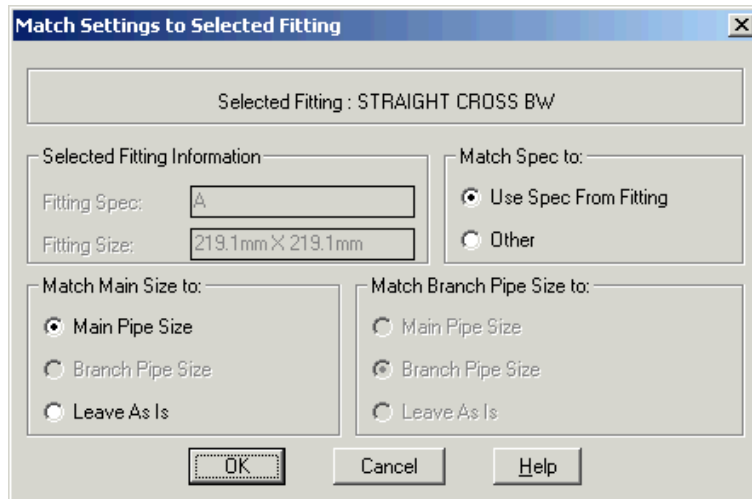 Match Settings to Selected Fitting
Selected Fitting : STRAIGHT CROSS BW
Selected Fitting Information
Fitting Spec: A
Fitting Size: 219.1mm X 219.1mm
Match Spec to:
Use Spec From Fitting
Other
Match Main Size to:
Main Pipe Size
Branch Pipe Size
Leave As Is
Match Branch Pipe Size to:
Main Pipe Size
Branch Pipe Size
Leave As Is
OK Cancel Help